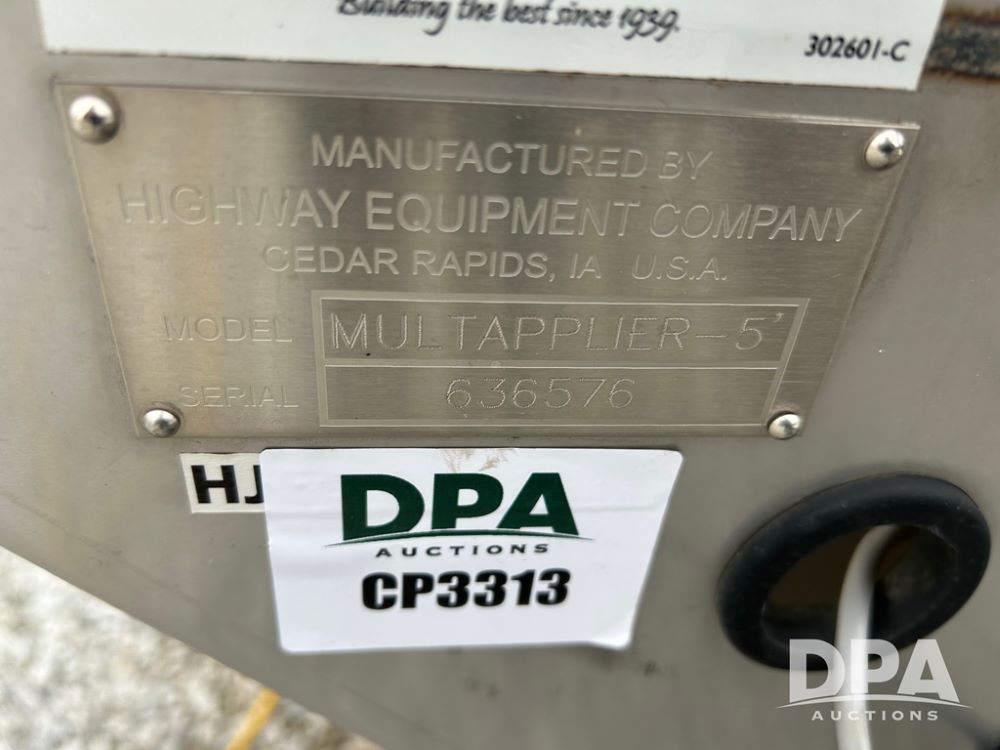 Building the best since 1939.
302601-C
MANUFACTURED BY
HIGHWAY EQUIPMENT COMPANY
CEDAR RAPIDS, IA U.S.A.
MODEL MULTAPPLIER-5'
SERIAL 636576
HJ
DPA
AUCTIONS
CP3313
DPA
AUCTIONS